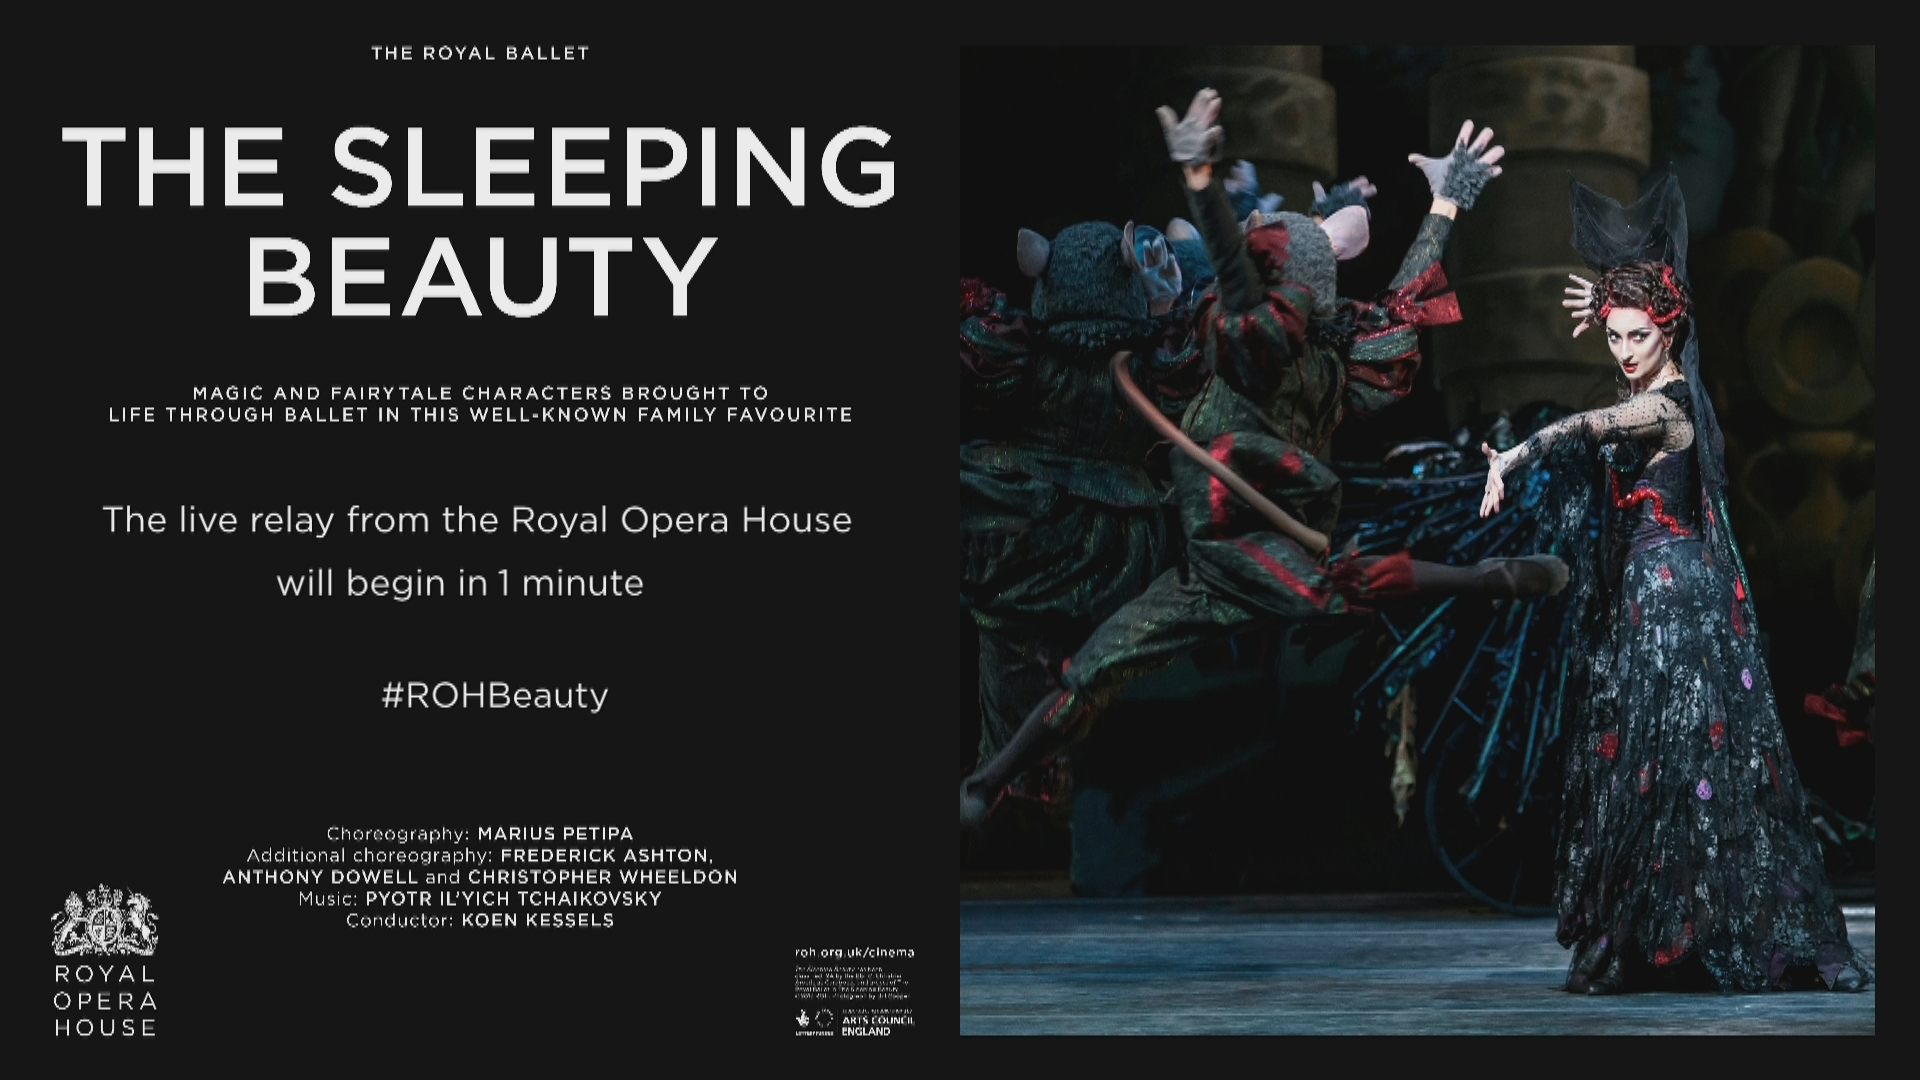 THE ROYAL BALLET
THE SLEEPING
BEAUTY
MAGIC AND FAIRYTALE CHARACTERS BROUGHT TO
LIFE THROUGH BALLET IN THIS WELL-KNOWN FAMILY FAVOURITE
The live relay from the Royal Opera House
will begin in 1 minute
#ROHBeauty
Choreography: MARIUS PETIPA
Additional choreography: FREDERICK ASHTON,
ANTHONY DOWELL and CHRISTOPHER WHEELDON
Music: PYOTR IL'YICH TCHAIKOVSKY
Conductor: KOEN KESSELS
ROYAL
OPERA
HOUSE
roh.org.uk/cinema
ARTS COUNCIL
ENGLAND